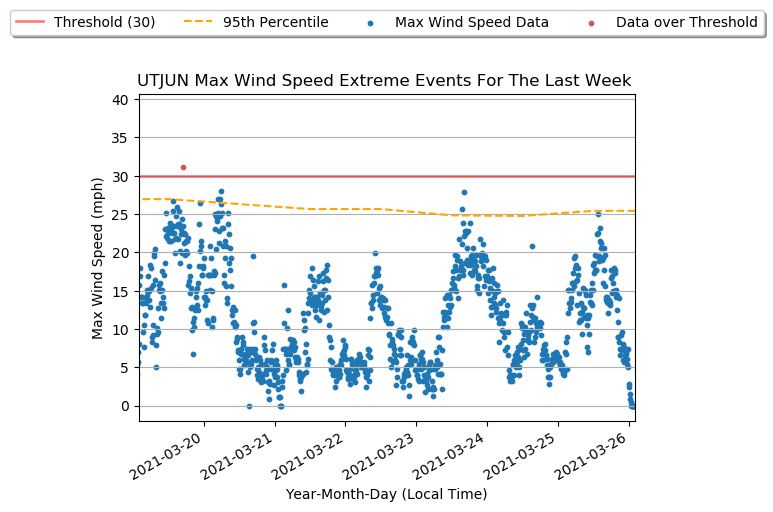 Threshold (30) 95th Percentile Max Wind Speed Data Data over Threshold
UTJUN Max Wind Speed Extreme Events For The Last Week
40
35
30
25
20
15
10
5
0
Max Wind Speed (mph)
2021-03-20 2021-03-21 2021-03-22 2021-03-23 2021-03-24 2021-03-25 2021-03-26
Year-Month-Day (Local Time)